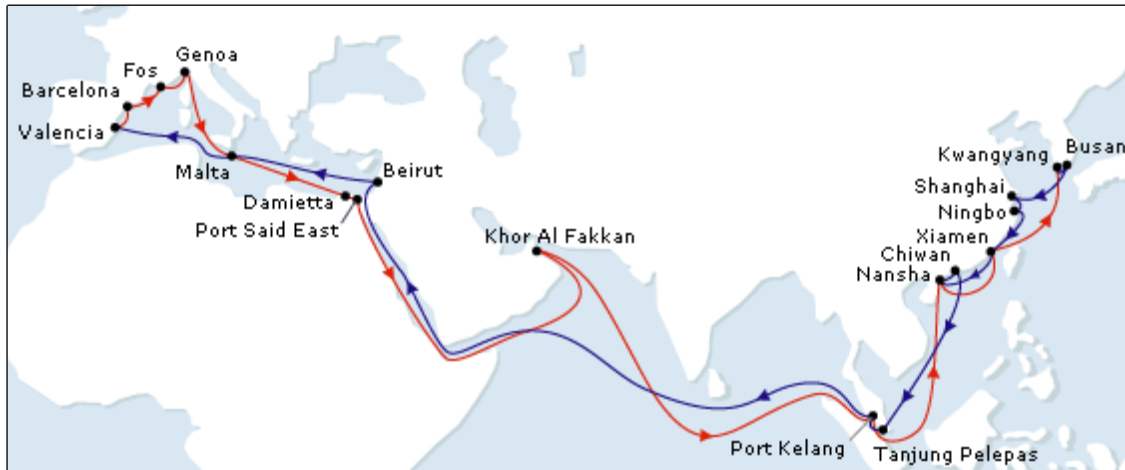 Genoa
Fos
Barcelona
Valencia
Malta
Beirut
Damietta
Port Said East
Khor Al Fakkan
Kwangyang
Busan
Shanghai
Ningbo
Xiamen
Chiwan
Nansha
Port Kelang
Tanjung Pelepas